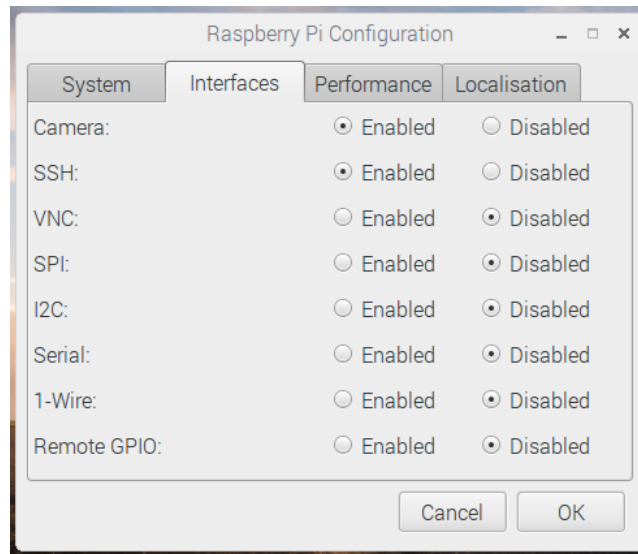 Raspberry Pi Configuration
System Interfaces Performance Localisation
Camera: Enabled Disabled
SSH: Enabled Disabled
VNC: Enabled Disabled
SPI: Enabled Disabled
I2C: Enabled Disabled
Serial: Enabled Disabled
1-Wire: Enabled Disabled
Remote GPIO: Enabled Disabled
Cancel OK